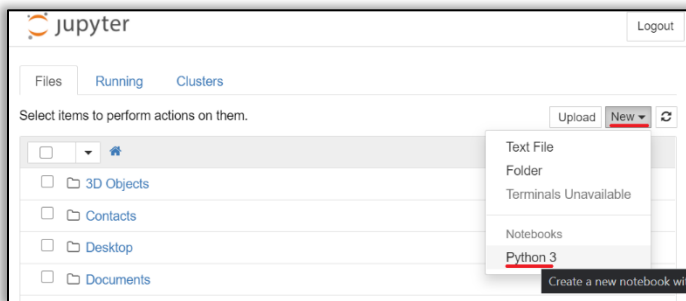 jupyter
Logout
Files Running Clusters
Select items to perform actions on them.
Upload New
Text File
Folder
Terminals Unavailable
Notebooks
Python 3
Create a new notebook wi
3D Objects
Contacts
Desktop
Documents